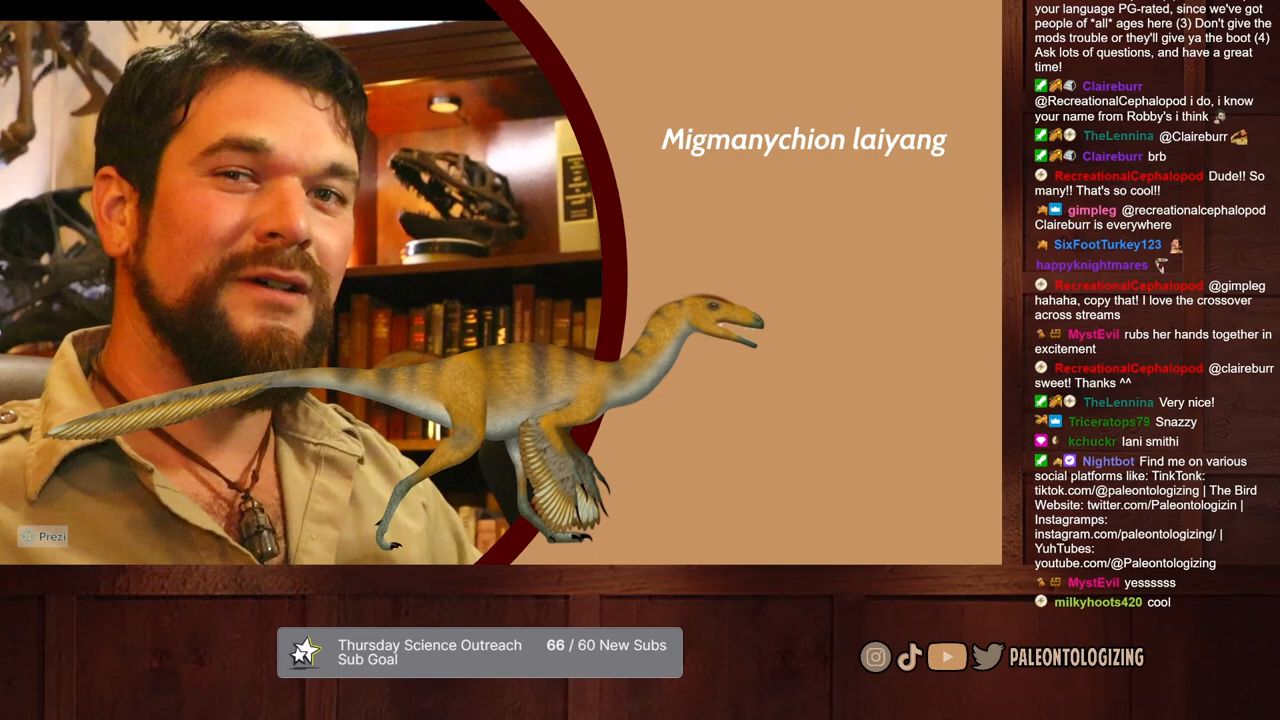 Migmanychion laiyang
Prezi
your language PG-rated, since we've got
people of *all* ages here (3) Don't give the
mods trouble or they'll give ya the boot (4)
Ask lots of questions, and have a great
time!
Claireburr
@RecreationalCephalopod i do, i know
your name from Robby's i think
TheLennina @Claireburr
Claireburr brb
RecreationalCephalopod Dude!! So
many!! That's so cool!!
gimpleg @recreationalcephalopod
Claireburr is everywhere
SixFootTurkey123
happyknightmares
RecreationalCephalopod @gimpleg
hahaha, copy that! I love the crossover
across streams
MystEvil rubs her hands together in
excitement
RecreationalCephalopod @claireburr
sweet! Thanks ^^
TheLennina Very nice!
Triceratops79 Snazzy
kchuckr Iani smithi
Nightbot Find me on various
social platforms like: TinkTonk:
tiktok.com/@paleontologizing | The Bird
Website: twitter.com/Paleontologizin |
Instagramps:
instagram.com/paleontologizing/ |
YuhTubes:
youtube.com/@Paleontologizing
MystEvil yessssss
milkyhoots420 cool
Thursday Science Outreach 66 / 60 New Subs
Sub Goal
PALEONTOLOGIZING